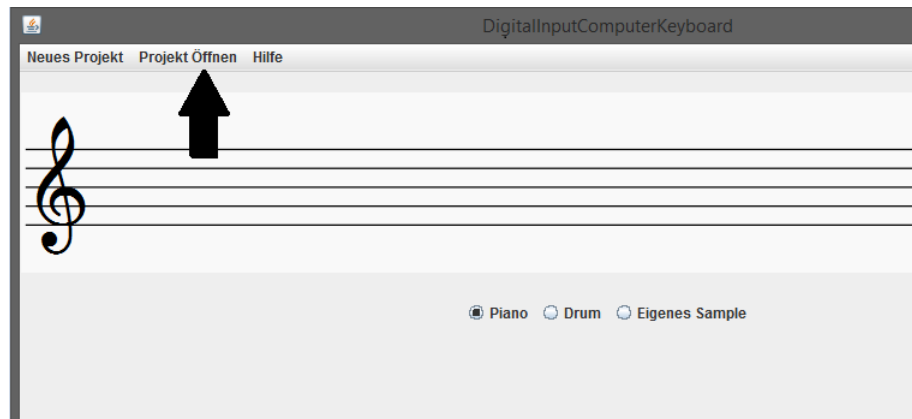 DigitalInputComputerKeyboard
Neues Projekt Projekt Öffnen Hilfe
Piano Drum Eigenes Sample